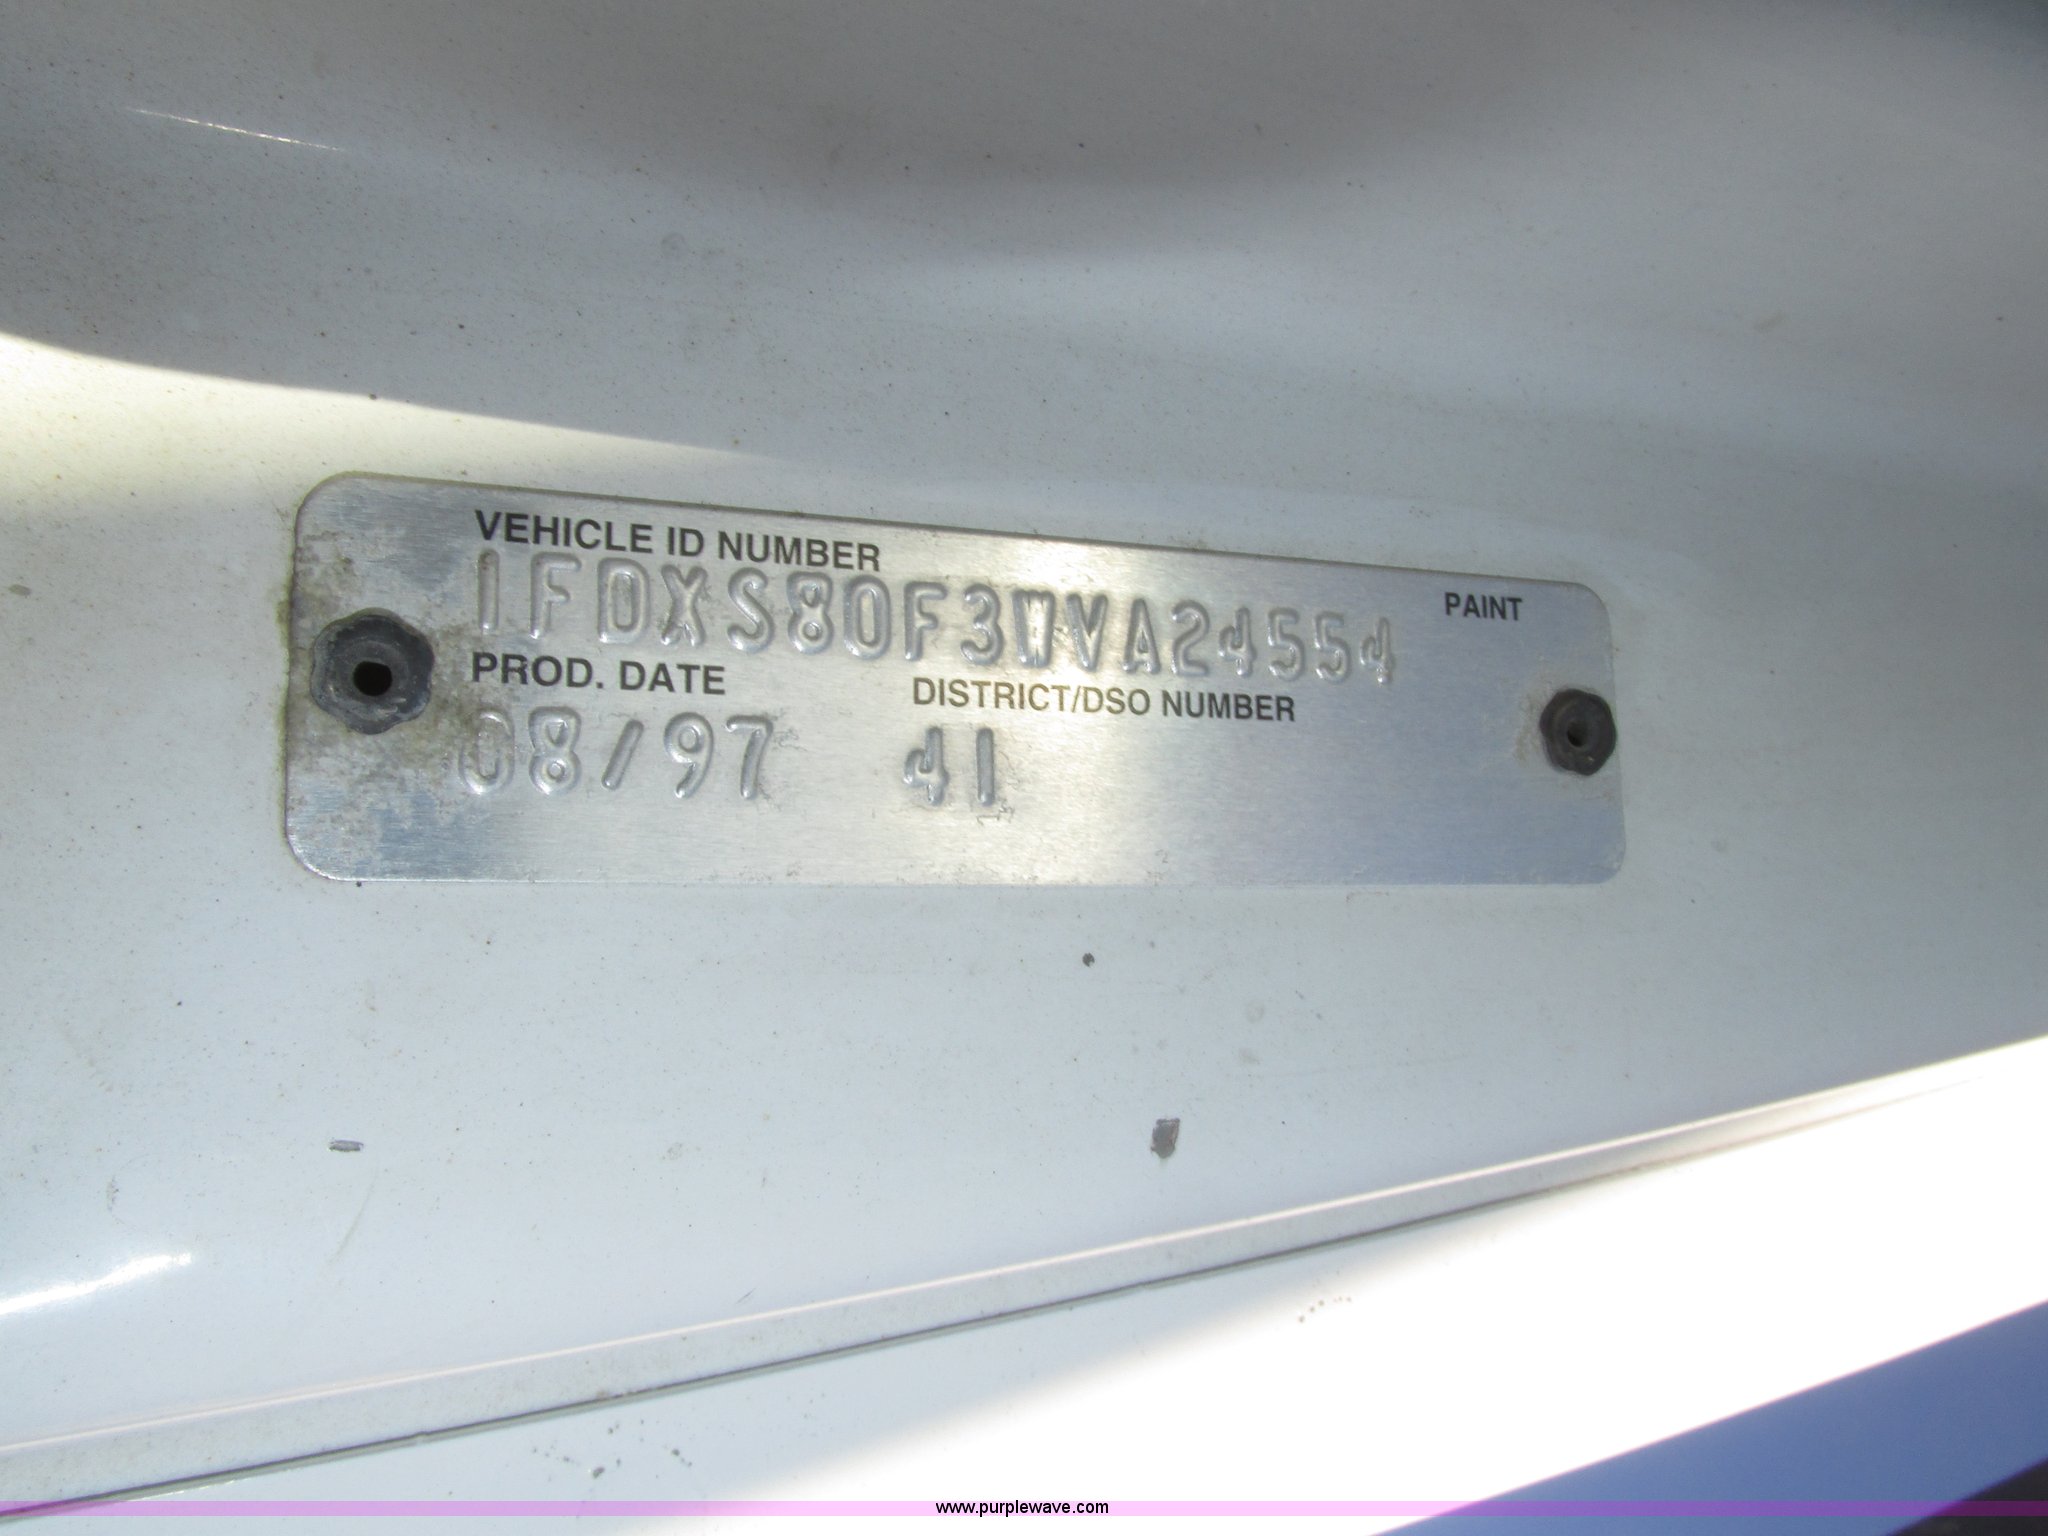 VEHICLE ID NUMBER
1FDXS80F3WVA24554
PAINT
PROD. DATE
DISTRICT/DSO NUMBER
08/97 41
www.purplewave.com